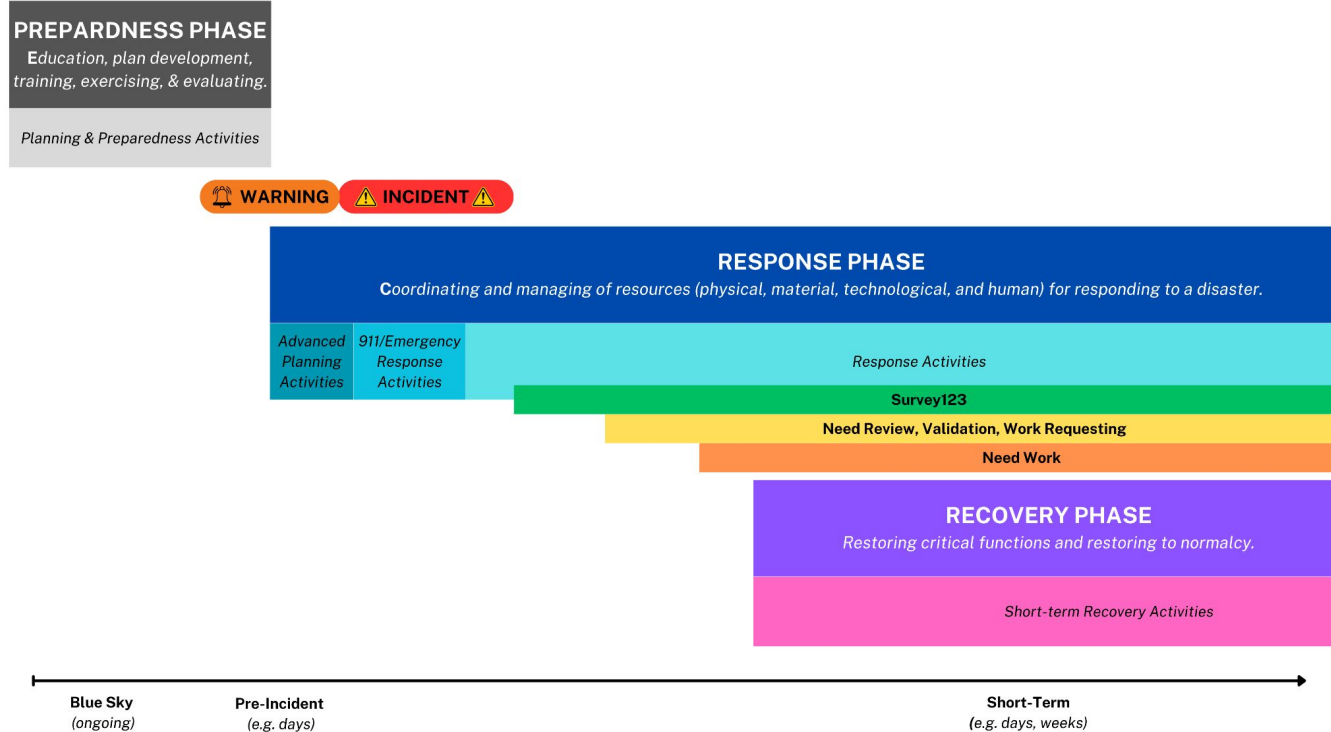 PREPARDNESS PHASE
Education, plan development,
training, exercising, & evaluating.
Planning & Preparedness Activities
WARNING
INCIDENT
RESPONSE PHASE
Coordinating and managing of resources (physical, material, technological, and human) for responding to a disaster.
Advanced
Planning
Activities
911/Emergency
Response
Activities
Response Activities
Survey123
Need Review, Validation, Work Requesting
Need Work
RECOVERY PHASE
Restoring critical functions and restoring to normalcy.
Short-term Recovery Activities
Blue Sky
(ongoing)
Pre-Incident
(e.g. days)
Short-Term
(e.g. days, weeks)